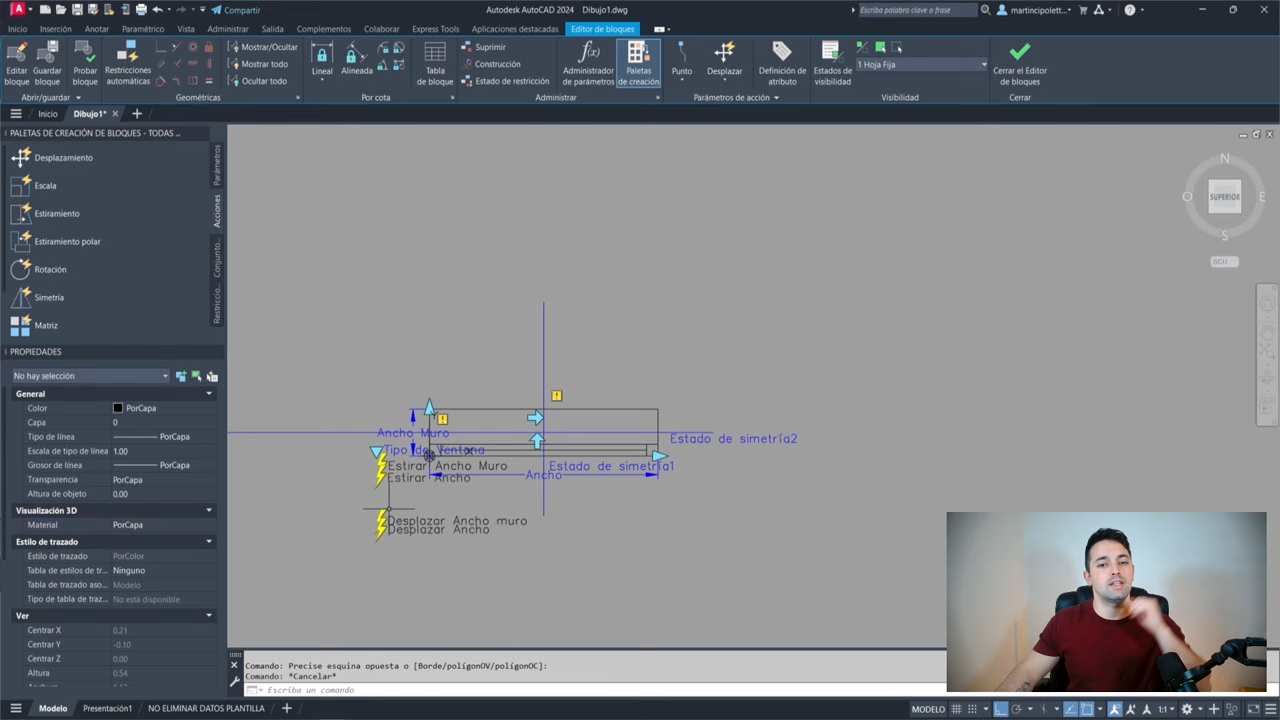 Compartir
Autodesk AutoCAD 2024 Dibujo1.dwg
Escriba palabra clave o frase
martincipolett...
Inicio Inserción Anotar Paramétrico Vista Administrar Salida Complementos Colaborar Express Tools Aplicaciones destacadas Editor de bloques
Editar bloque
Guardar bloque
Probar bloque
Abrir/guardar
Restricciones automáticas
Geométricas
Mostrar/Ocultar
Mostrar todo
Ocultar todo
Lineal
Alineada
Por cota
Tabla de bloque
Suprimir
Construcción
Estado de restricción
Administrador de parámetros
Paletas de creación
Administrar
Punto
Desplazar
Parámetros de acción
Definición de atributo
Estados de visibilidad
1 Hoja Fija
Visibilidad
Cerrar el Editor de bloques
Cerrar
Inicio Dibujo1*
PALETAS DE CREACIÓN DE BLOQUES - TODAS ...
Desplazamiento
Escala
Estiramiento
Estiramiento polar
Rotación
Simetría
Matriz
Parámetros
Acciones
Conjunto...
Restricc...
PROPIEDADES
No hay selección
General
Color PorCapa
Capa 0
Tipo de línea PorCapa
Escala de tipo de línea 1.00
Grosor de línea PorCapa
Transparencia PorCapa
Altura de objeto 0.00
Visualización 3D
Material PorCapa
Estilo de trazado
Estilo de trazado PorColor
Tabla de estilos de tr... Ninguno
Tabla de trazado aso... Modelo
Tipo de tabla de traz... No está disponible
Ver
Centrar X 0.21
Centrar Y -0.10
Centrar Z 0.00
Altura 0.54
N
O SUPERIOR E
S
SCU
Ancho Muro
Estado de simetría2
Tipo de Ventana
Estirar Ancho Muro
Estado de simetría1
Estirar Ancho
Ancho
Desplazar Ancho muro
Desplazar Ancho
Comando: Precise esquina opuesta o [Borde/polígonOV/polígonOC]:
Comando: *Cancelar*
Escriba un comando
Modelo Presentación1 NO ELIMINAR DATOS PLANTILLA
MODELO
1:1